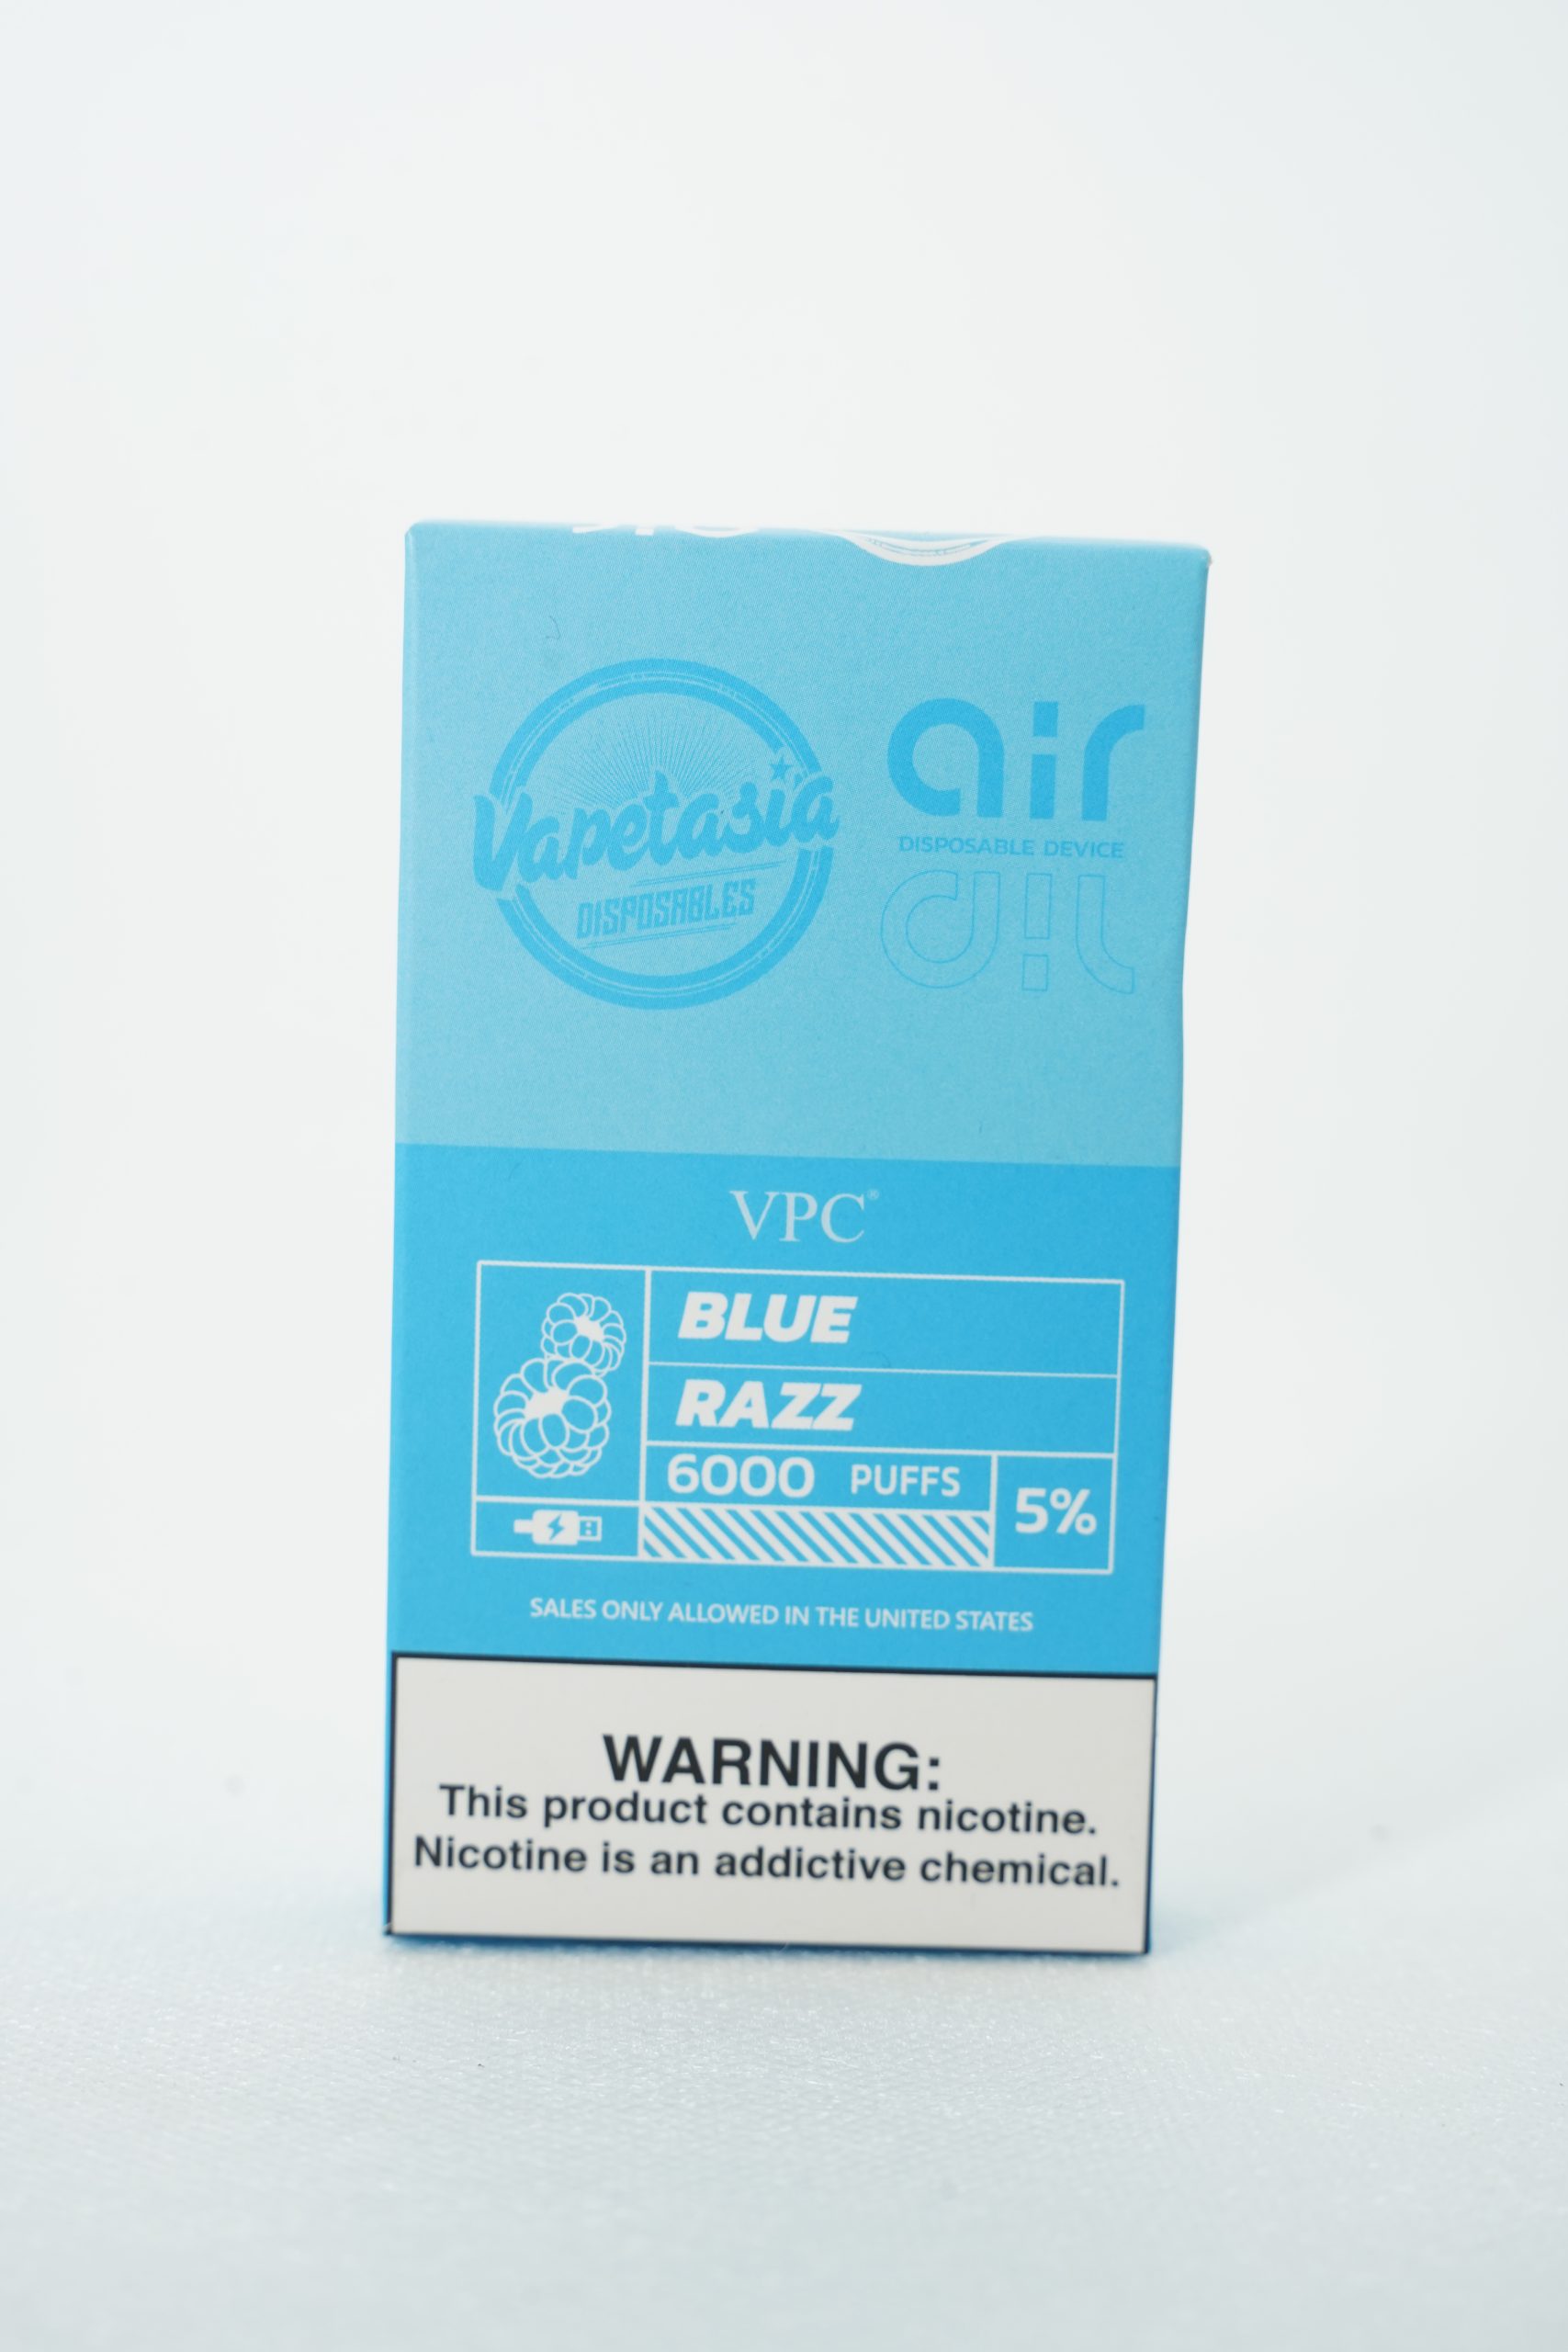 Vapetasia
DISPOSABLES
air
DISPOSABLE DEVICE
air
VPC®
BLUE
RAZZ
6000 PUFFS
5%
SALES ONLY ALLOWED IN THE UNITED STATES
WARNING:
This product contains nicotine.
Nicotine is an addictive chemical.